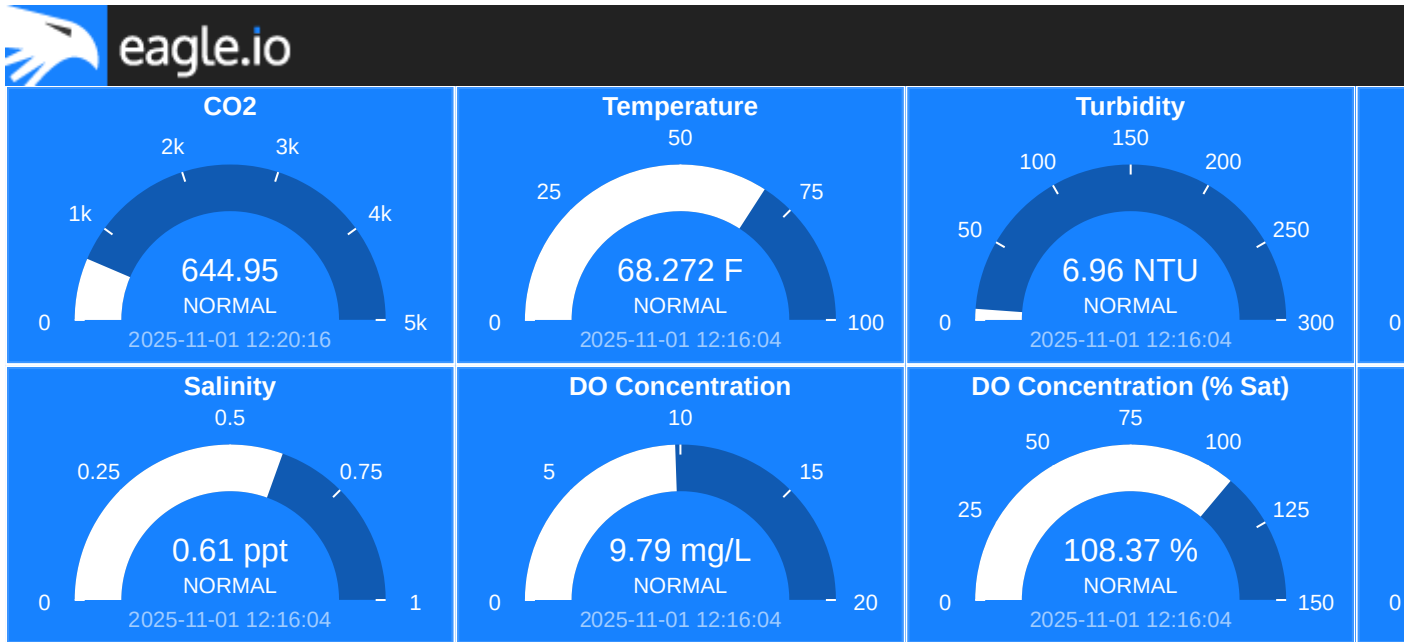 eagle.io
CO2
0
1k
2k
3k
4k
5k
644.95
NORMAL
2025-11-01 12:20:16
Temperature
0
25
50
75
100
68.272 F
NORMAL
2025-11-01 12:16:04
Turbidity
0
50
100
150
200
250
300
6.96 NTU
NORMAL
2025-11-01 12:16:04
0
Salinity
0
0.25
0.5
0.75
1
0.61 ppt
NORMAL
2025-11-01 12:16:04
DO Concentration
0
5
10
15
20
9.79 mg/L
NORMAL
2025-11-01 12:16:04
DO Concentration (% Sat)
0
25
50
75
100
125
150
108.37 %
NORMAL
2025-11-01 12:16:04
0